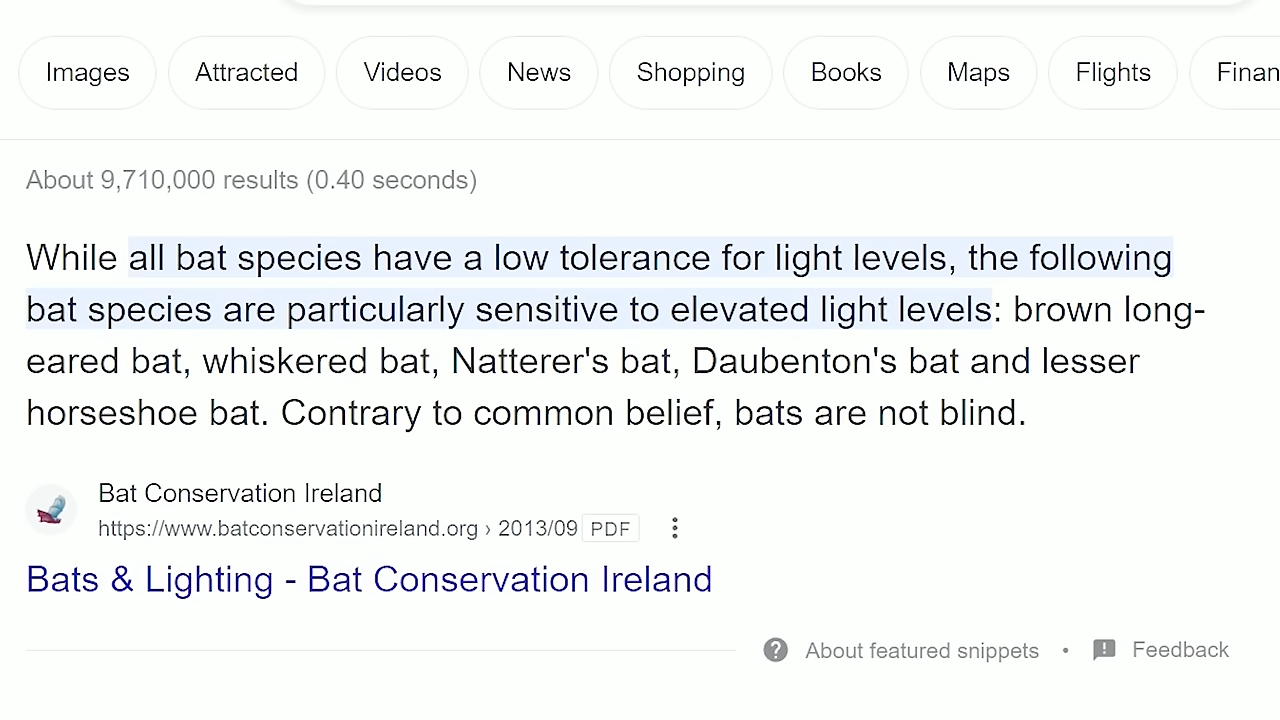 Images Attracted Videos News Shopping Books Maps Flights Finan
About 9,710,000 results (0.40 seconds)
While all bat species have a low tolerance for light levels, the following
bat species are particularly sensitive to elevated light levels: brown long-
eared bat, whiskered bat, Natterer's bat, Daubenton's bat and lesser
horseshoe bat. Contrary to common belief, bats are not blind.
Bat Conservation Ireland
https://www.batconservationireland.org › 2013/09 PDF
Bats & Lighting - Bat Conservation Ireland
About featured snippets • Feedback